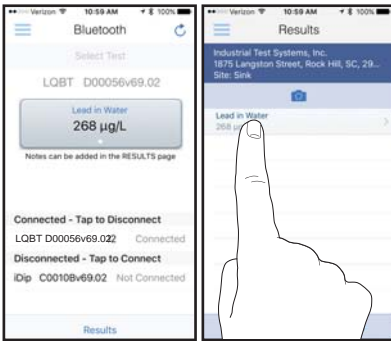 Verizon 10:59 AM 100%
Bluetooth
Select Test
LQBT D00056v69.02
Lead in Water
268 µg/L
Notes can be added in the RESULTS page
Connected - Tap to Disconnect
LQBT D00056v69.02 Connected
Disconnected - Tap to Connect
iDip C0010Bv69.02 Not Connected
Results
Verizon 10:59 AM 100%
Results
Industrial Test Systems, Inc.
1875 Langston Street, Rock Hill, SC, 29...
Site: Sink
Lead in Water
268